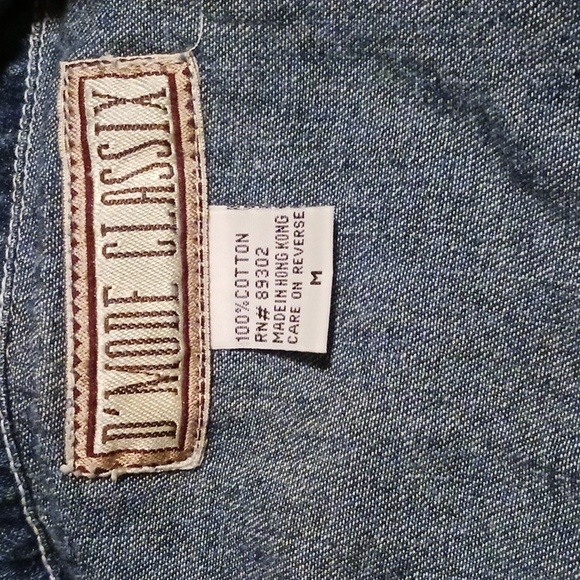 D'MODE CLASSIX
100% COTTON
RN# 89302
MADE IN HONG KONG
CARE ON REVERSE
M